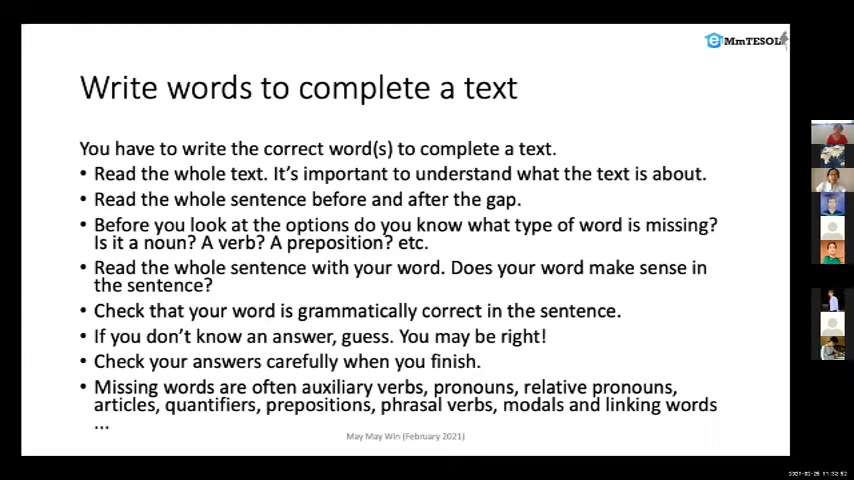 MmTESOL
Write words to complete a text
You have to write the correct word(s) to complete a text.
• Read the whole text. It's important to understand what the text is about.
• Read the whole sentence before and after the gap.
• Before you look at the options do you know what type of word is missing?
Is it a noun? A verb? A preposition? etc.
• Read the whole sentence with your word. Does your word make sense in
the sentence?
• Check that your word is grammatically correct in the sentence.
• If you don't know an answer, guess. You may be right!
• Check your answers carefully when you finish.
• Missing words are often auxiliary verbs, pronouns, relative pronouns,
articles, quantifiers, prepositions, phrasal verbs, modals and linking words
...
May May Win (February 2021)